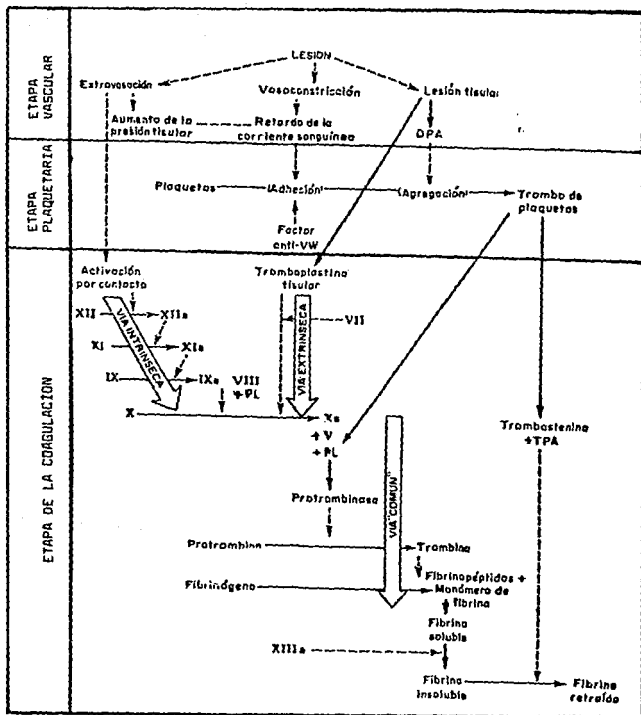 ETAPA
VASCULAR
LESION
Extravasación
Vasoconstricción
Lesión tisular
Aumento de la
presión tisular
Retardo de la
corriente sanguínea
DPA
ETAPA
PLAQUETARIA
Plaquetas
(Adhesión)
(Agregación)
Trombo de
plaquetas
Factor
anti-VW
ETAPA DE LA COAGULACION
Activación
por contacto
Tromboplastina
tisular
XII
XIIa
VII
XI
XIa
IX
IXa
VIII
+ PL
VIA INTRINSECA
VIA EXTRINSECA
X
Xa
+ V
+ PL
Trombostenina
+TPA
Protrombinasa
VIA "COMUN"
Protrombina
Trombina
Fibrinopéptidos +
Fibrinógeno
Monómero de
fibrina
Fibrina
soluble
XIIIa
Fibrina
insoluble
Fibrina
retraído